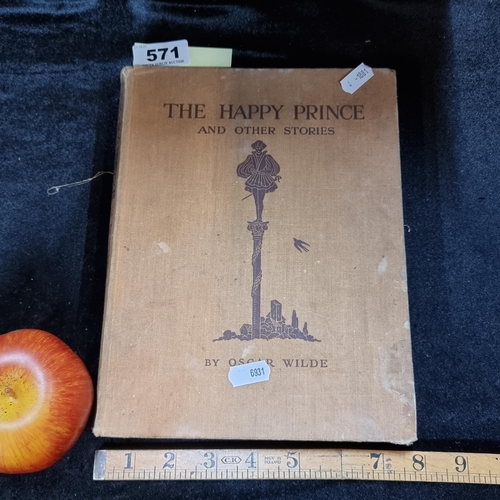 571
THE HAPPY PRINCE
AND OTHER STORIES
BY OSCAR WILDE
6931
1 2 3 C.K 4 5 7 8 9